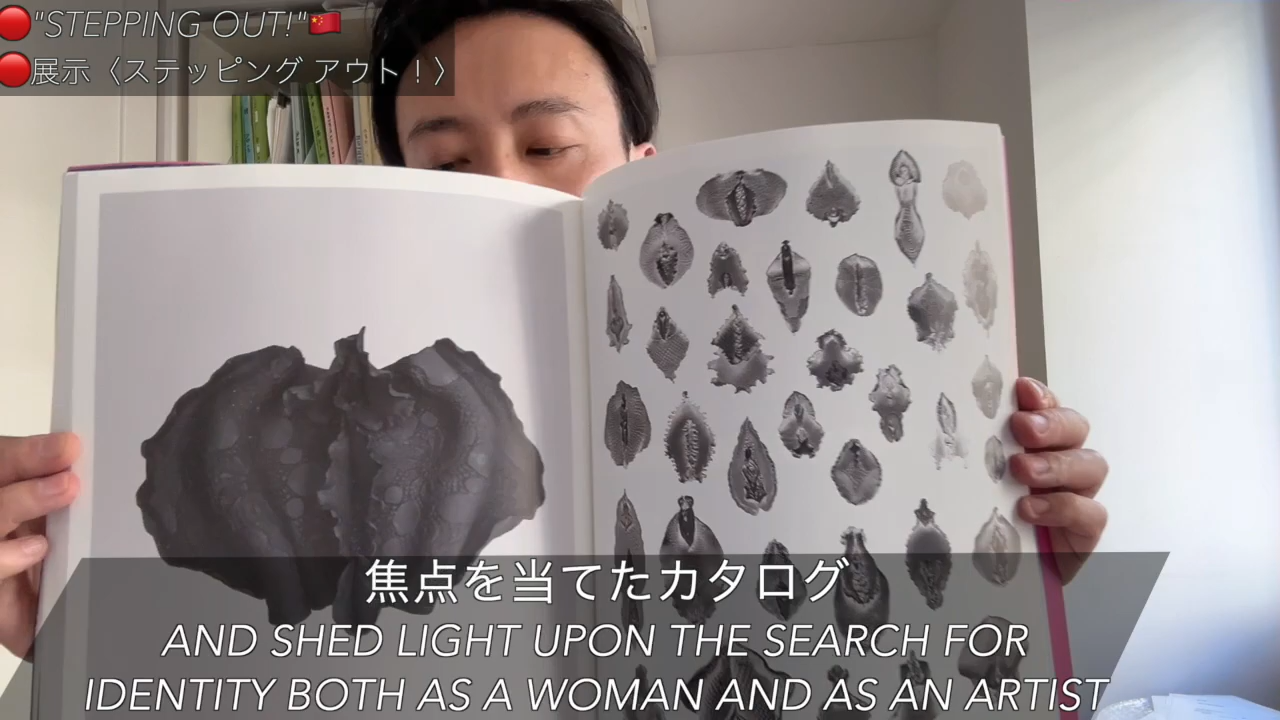 🔴"STEPPING OUT!"🇨🇳
🔴展示〈ステッピング アウト！〉
焦点を当てたカタログ
AND SHED LIGHT UPON THE SEARCH FOR
IDENTITY BOTH AS A WOMAN AND AS AN ARTIST